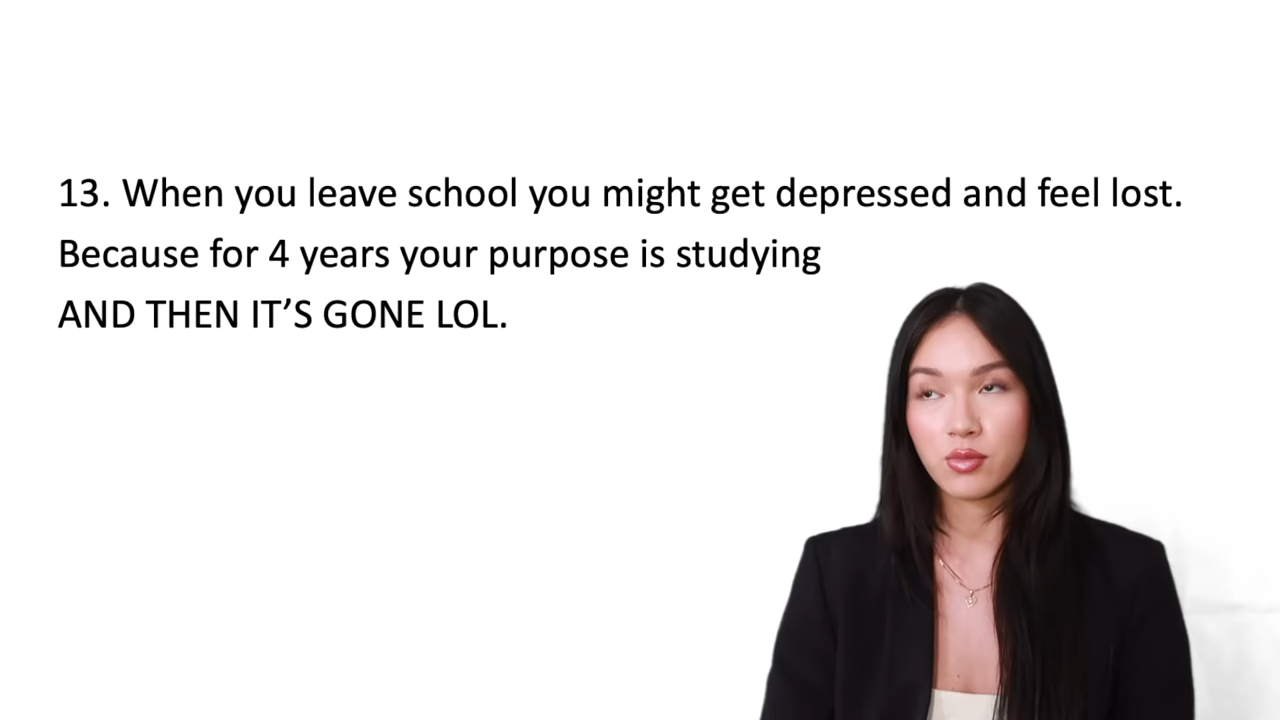 13. When you leave school you might get depressed and feel lost.
Because for 4 years your purpose is studying
AND THEN IT’S GONE LOL.